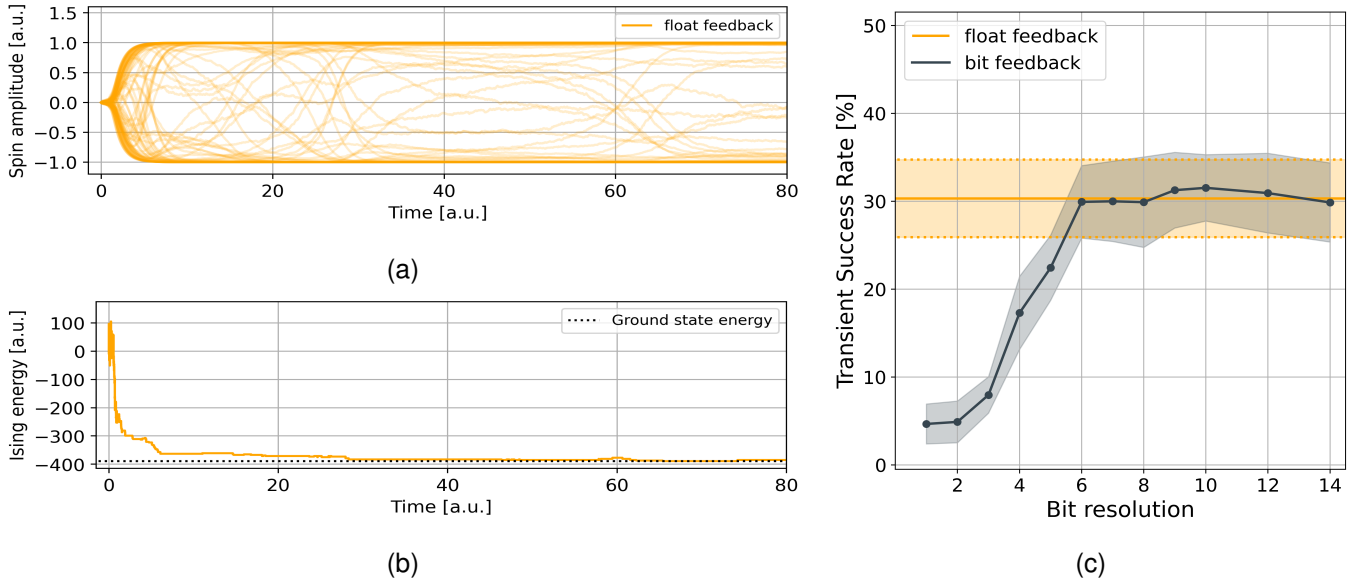 Spin amplitude [a.u.]
1.5
1.0
0.5
0.0
−0.5
−1.0
float feedback
0 20 40 60 80
Time [a.u.]
(a)
Ising energy [a.u.]
100
0
−100
−200
−300
−400
Ground state energy
0 20 40 60 80
Time [a.u.]
(b)
Transient Success Rate [%]
50
40
30
20
10
0
float feedback
bit feedback
2 4 6 8 10 12 14
Bit resolution
(c)